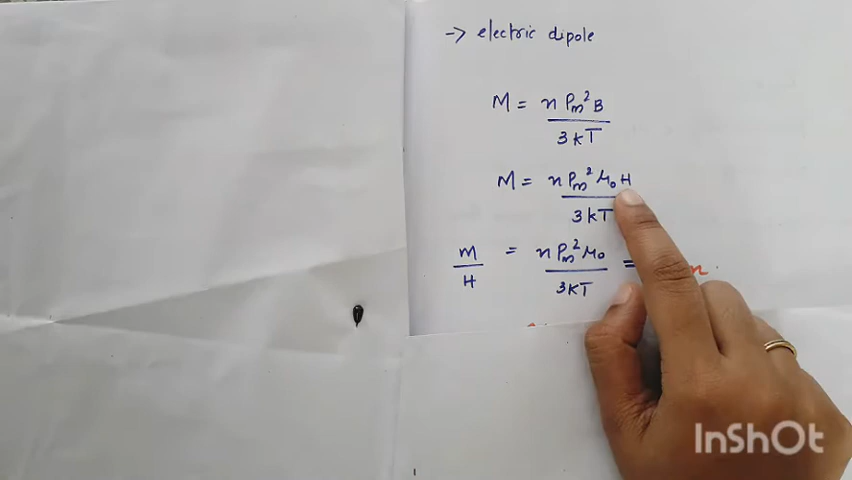 -> electric dipole
M = n Pm² B
3kT
M = n Pm² μ₀ H
3kT
m = n Pm² μ₀ =
H 3KT
InShOt